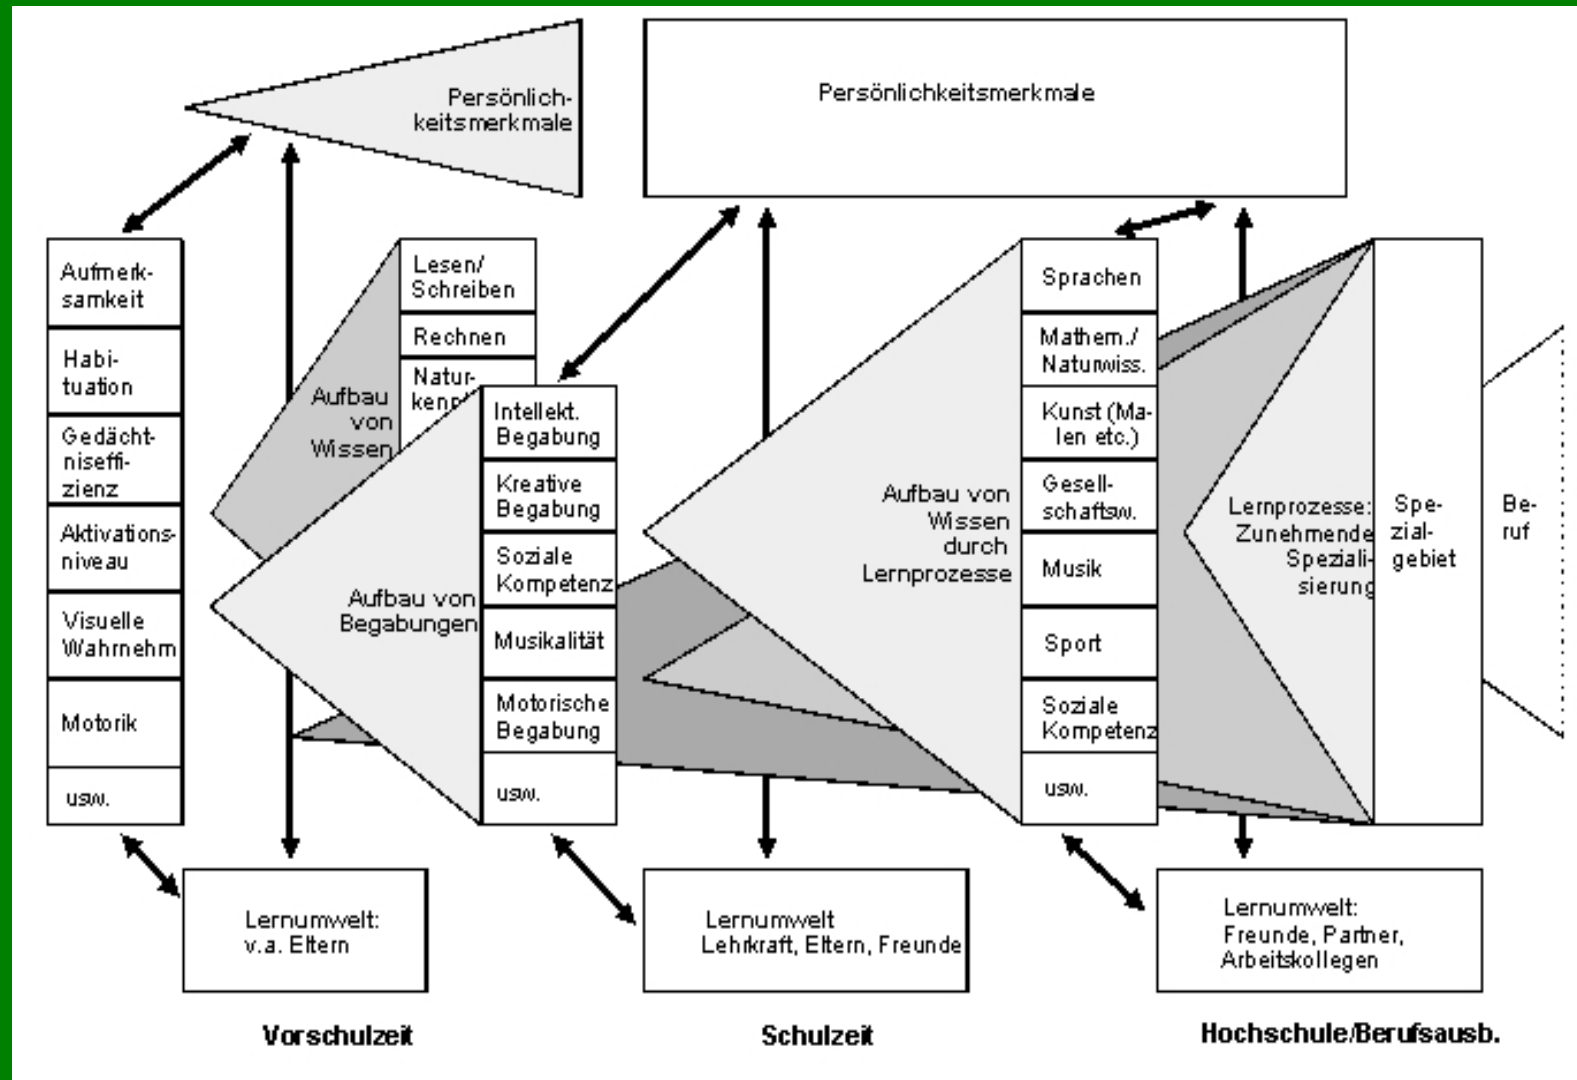 Persönlich-
keitsmerkmale
Persönlichkeitsmerkmale
Aufmerk-
samkeit
Habi-
tuation
Gedächt-
niseffi-
zienz
Aktivations-
niveau
Visuelle
Wahrnehm
Motorik
usw.
Aufbau
von
Wissen
Lesen/
Schreiben
Rechnen
Natur-
Aufbau von
Begabungen
Intellekt.
Begabung
Kreative
Begabung
Soziale
Kompetenz
Musikalität
Motorische
Begabung
usw.
Aufbau von
Wissen
durch
Lernprozesse
Sprachen
Mathem./
Naturwiss.
Kunst (Ma-
len etc.)
Gesell-
schaftsw.
Musik
Sport
Soziale
Kompetenz
usw.
Lernprozesse:
Zunehmende
Speziali-
sierung
Spe-
zial-
gebiet
Be-
ruf
Lernumwelt:
v.a. Eltern
Lernumwelt
Lehrkraft, Eltern, Freunde
Lernumwelt:
Freunde, Partner,
Arbeitskollegen
Vorschulzeit
Schulzeit
Hochschule/Berufsausb.